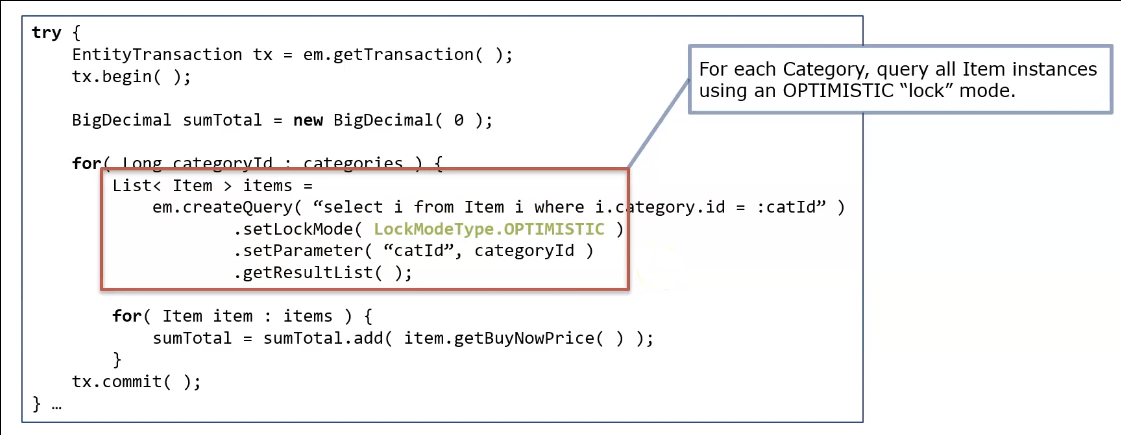 try {
EntityTransaction tx = em.getTransaction( );
tx.begin( );
BigDecimal sumTotal = new BigDecimal( 0 );
for( Long categoryId : categories ) {
List< Item > items =
em.createQuery( “select i from Item i where i.category.id = :catId” )
.setLockMode( LockModeType.OPTIMISTIC )
.setParameter( “catId”, categoryId )
.getResultList( );
for( Item item : items ) {
sumTotal = sumTotal.add( item.getBuyNowPrice( ) );
}
tx.commit( );
} …
For each Category, query all Item instances
using an OPTIMISTIC “lock” mode.